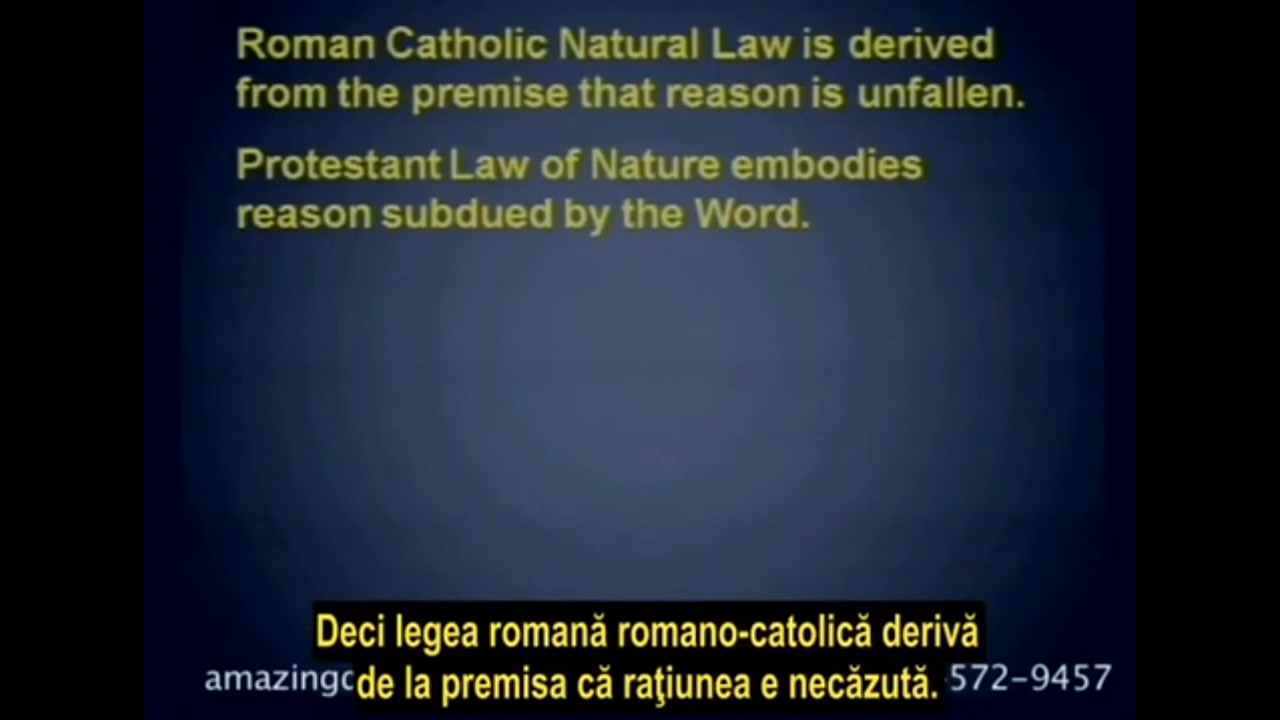 Roman Catholic Natural Law is derived
from the premise that reason is unfallen.
Protestant Law of Nature embodies
reason subdued by the Word.
Deci legea romană romano-catolică derivă
de la premisa că raţiunea e necăzută.
572-9457